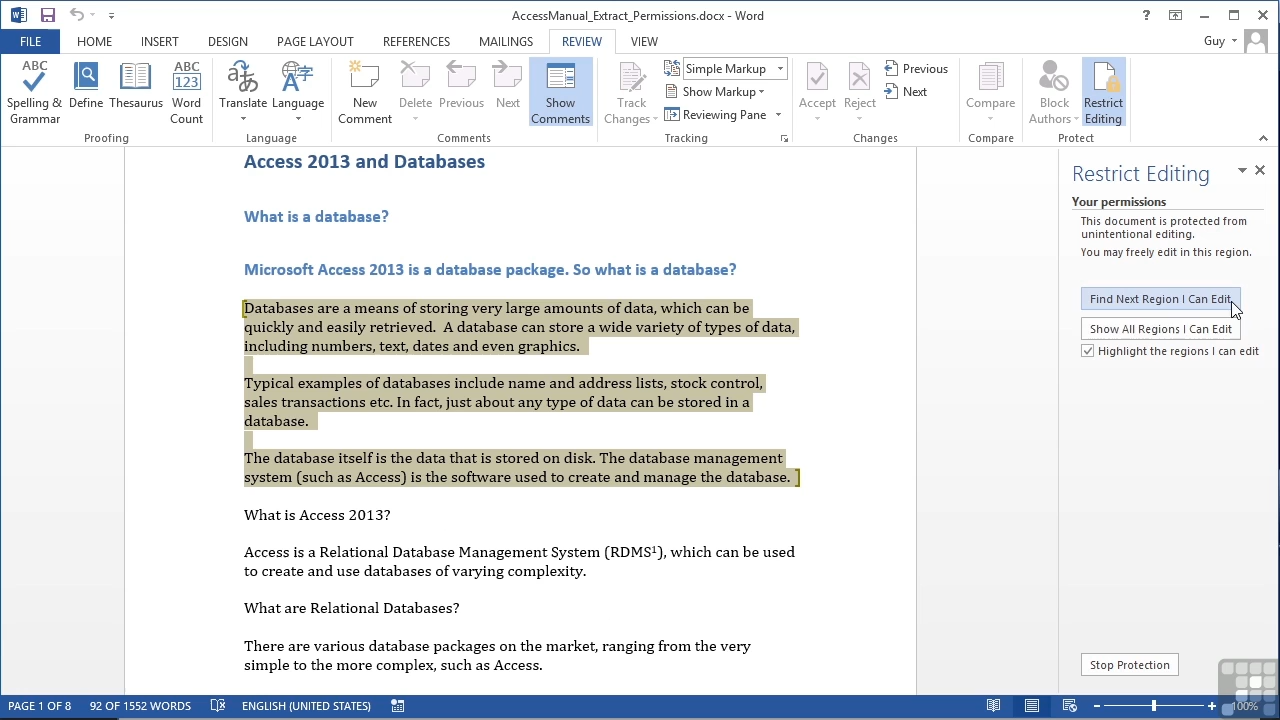 AccessManual_Extract_Permissions.docx - Word
?
FILE HOME INSERT DESIGN PAGE LAYOUT REFERENCES MAILINGS REVIEW VIEW Guy
ABC Spelling & Grammar
Define
Thesaurus
ABC 123 Word Count
Translate
Language
New Comment
Delete
Previous
Next
Show Comments
Track Changes
Simple Markup
Show Markup
Reviewing Pane
Accept
Reject
Previous
Next
Compare
Block Authors
Restrict Editing
Proofing Language Comments Tracking Changes Compare Protect
Access 2013 and Databases
What is a database?
Microsoft Access 2013 is a database package. So what is a database?
Databases are a means of storing very large amounts of data, which can be
quickly and easily retrieved.  A database can store a wide variety of types of data,
including numbers, text, dates and even graphics.
Typical examples of databases include name and address lists, stock control,
sales transactions etc. In fact, just about any type of data can be stored in a
database.
The database itself is the data that is stored on disk. The database management
system (such as Access) is the software used to create and manage the database.
What is Access 2013?
Access is a Relational Database Management System (RDMS¹), which can be used
to create and use databases of varying complexity.
What are Relational Databases?
There are various database packages on the market, ranging from the very
simple to the more complex, such as Access.
Restrict Editing
Your permissions
This document is protected from
unintentional editing.
You may freely edit in this region.
Find Next Region I Can Edit
Show All Regions I Can Edit
Highlight the regions I can edit
Stop Protection
PAGE 1 OF 8 92 OF 1552 WORDS ENGLISH (UNITED STATES) 100%